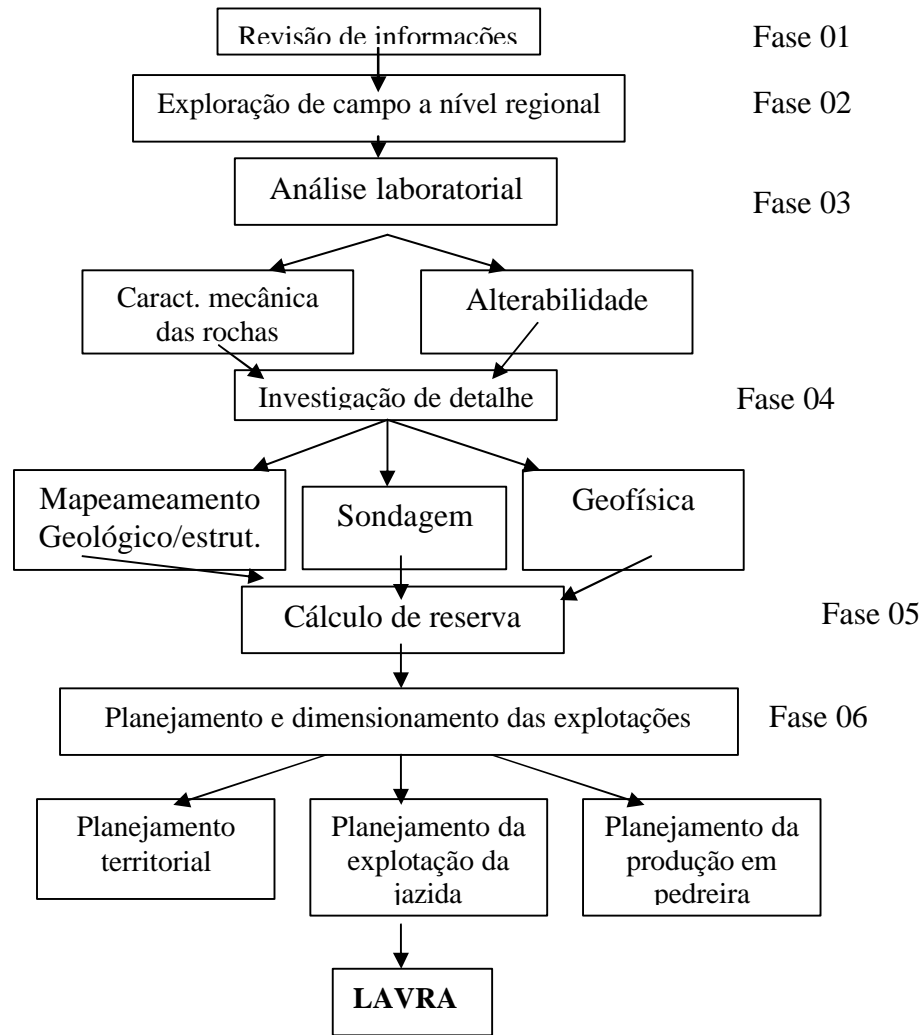 Revisão de informações
Fase 01
Exploração de campo a nível regional
Fase 02
Análise laboratorial
Fase 03
Caract. mecânica
das rochas
Alterabilidade
Investigação de detalhe
Fase 04
Mapeameamento
Geológico/estrut.
Sondagem
Geofísica
Cálculo de reserva
Fase 05
Planejamento e dimensionamento das explotações
Fase 06
Planejamento
territorial
Planejamento da
explotação da
jazida
Planejamento da
produção em
pedreira
LAVRA